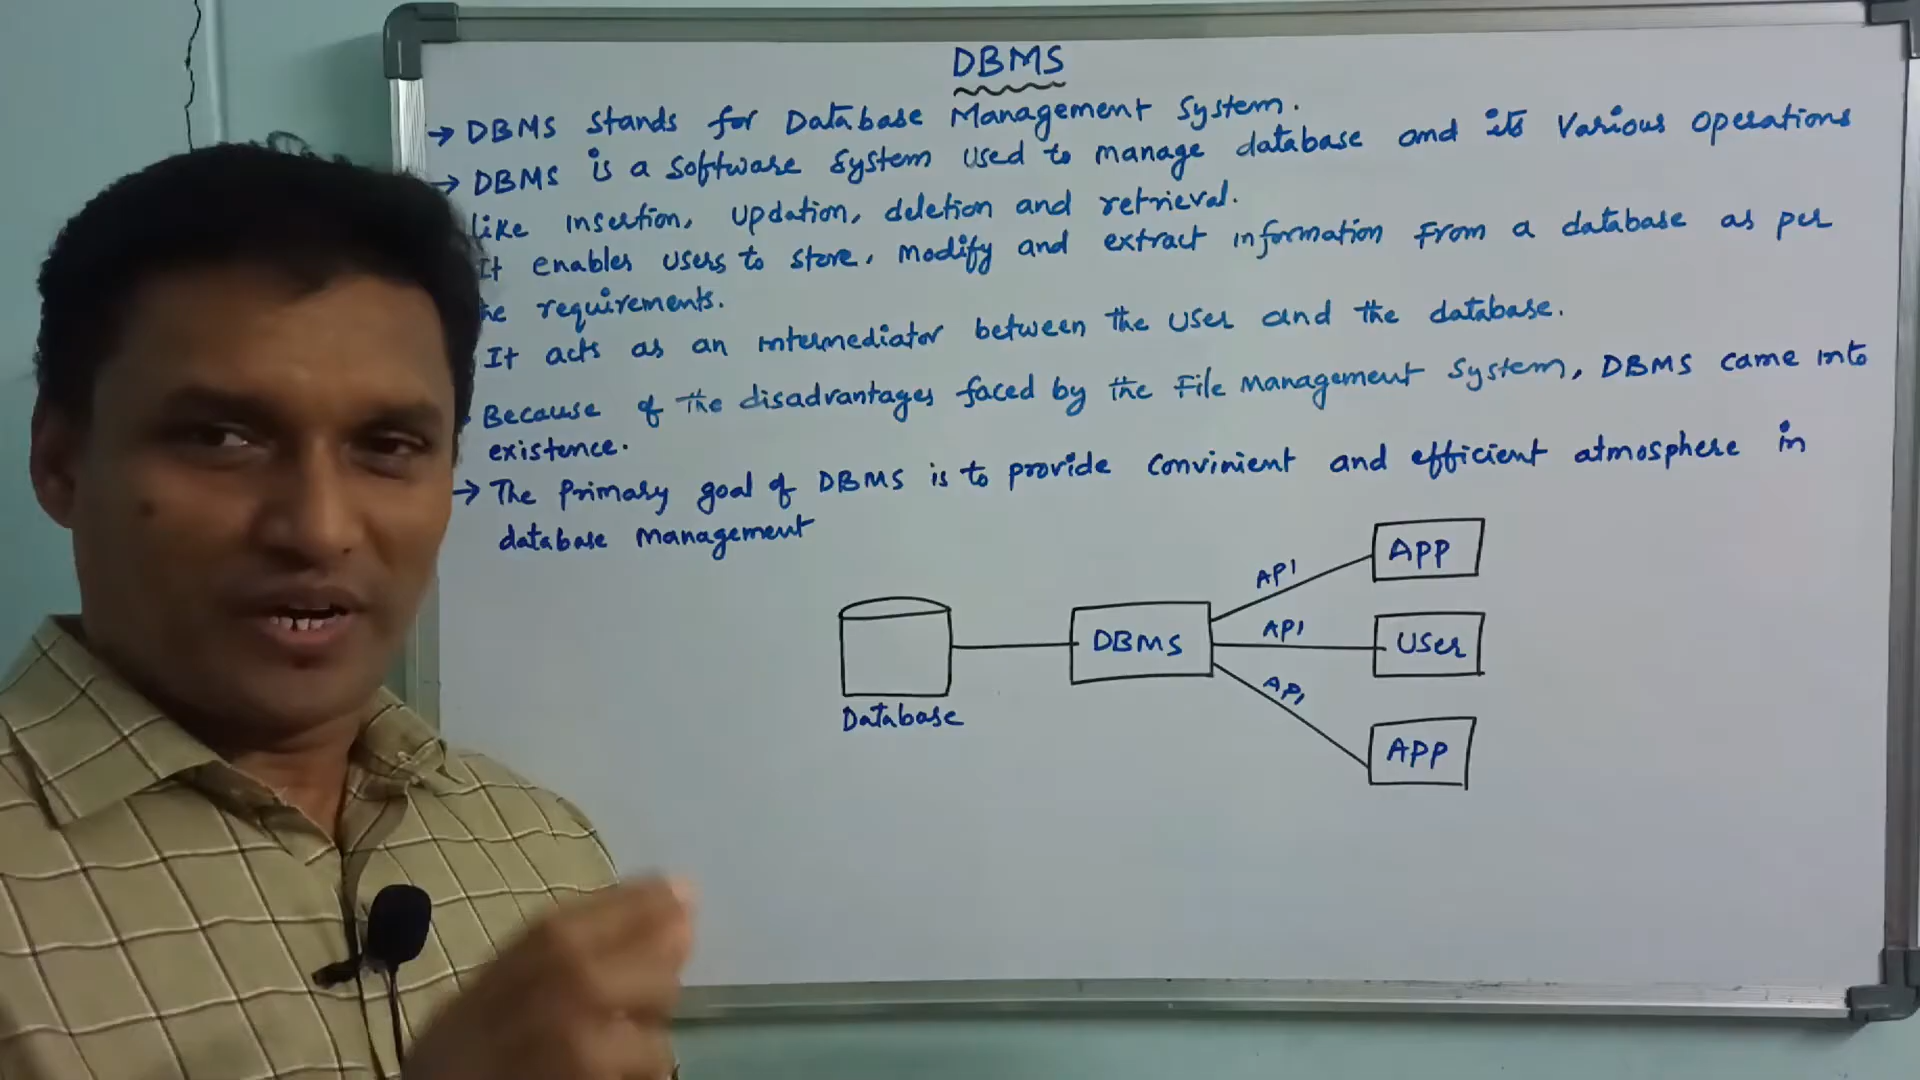 DBMS
→ DBMS stands for Database Management System.
→ DBMS is a software system used to manage database and its various operations
like insertion, updation, deletion and retrieval.
It enables users to store, modify and extract information from a database as per
requirements.
It acts as an intermediator between the user and the database.
Because of the disadvantages faced by the File Management System, DBMS came into
existence.
→ The primary goal of DBMS is to provide convinient and efficient atmosphere in
database management
API
APP
DBMS
API
User
API
APP
Database